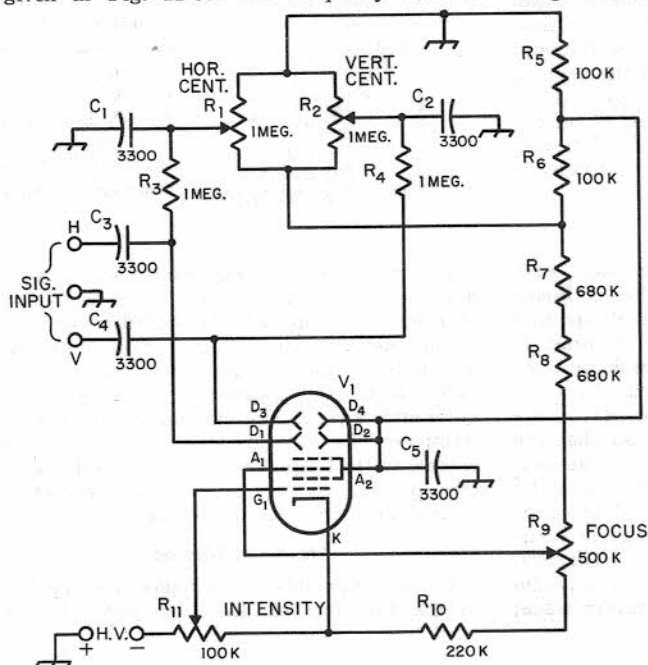 HOR.
CENT.
VERT.
CENT.
R5
100K
C1
R1
R2
C2
3300
1MEG.
1MEG.
3300
R3
1MEG.
R4
1MEG.
R6
100K
H
C3
3300
SIG.
INPUT
C4
V
3300
R7
680K
R8
680K
V1
D3
D4
D1
D2
A1
A2
G1
K
C5
3300
R9
FOCUS
500K
R11
INTENSITY
100K
R10
220K
+ H.V. −